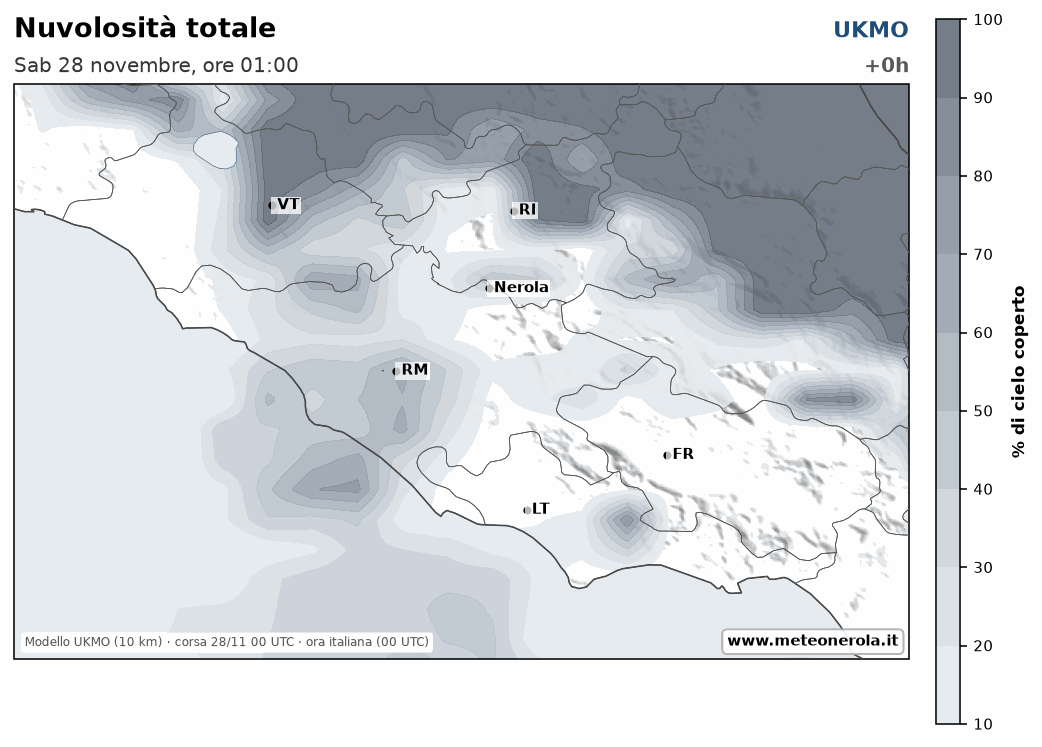 Nuvolosità totale
UKMO
Sab 28 novembre, ore 01:00
+0h
VT
RI
Nerola
RM
FR
LT
Modello UKMO (10 km) · corsa 28/11 00 UTC · ora italiana (00 UTC)
www.meteonerola.it
100
90
80
70
60
50
40
30
20
10
% di cielo coperto